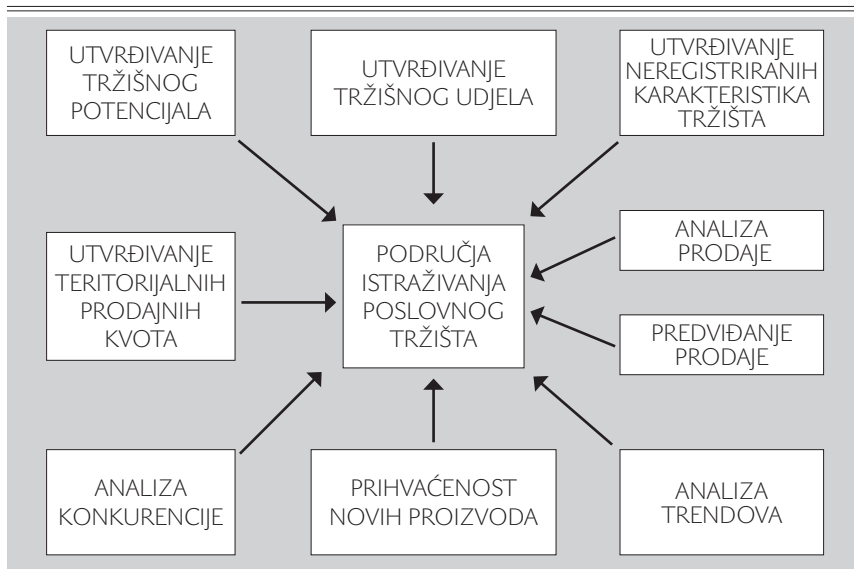 UTVRĐIVANJE
TRŽIŠNOG
POTENCIJALA
UTVRĐIVANJE
TRŽIŠNOG UDJELA
UTVRĐIVANJE
NEREGISTRIRANIH
KARAKTERISTIKA
TRŽIŠTA
UTVRĐIVANJE
TERITORIJALNIH
PRODAJNIH
KVOTA
PODRUČJA
ISTRAŽIVANJA
POSLOVNOG
TRŽIŠTA
ANALIZA
PRODAJE
PREDVIĐANJE
PRODAJE
ANALIZA
KONKURENCIJE
PRIHVAĆENOST
NOVIH PROIZVODA
ANALIZA
TRENDOVA